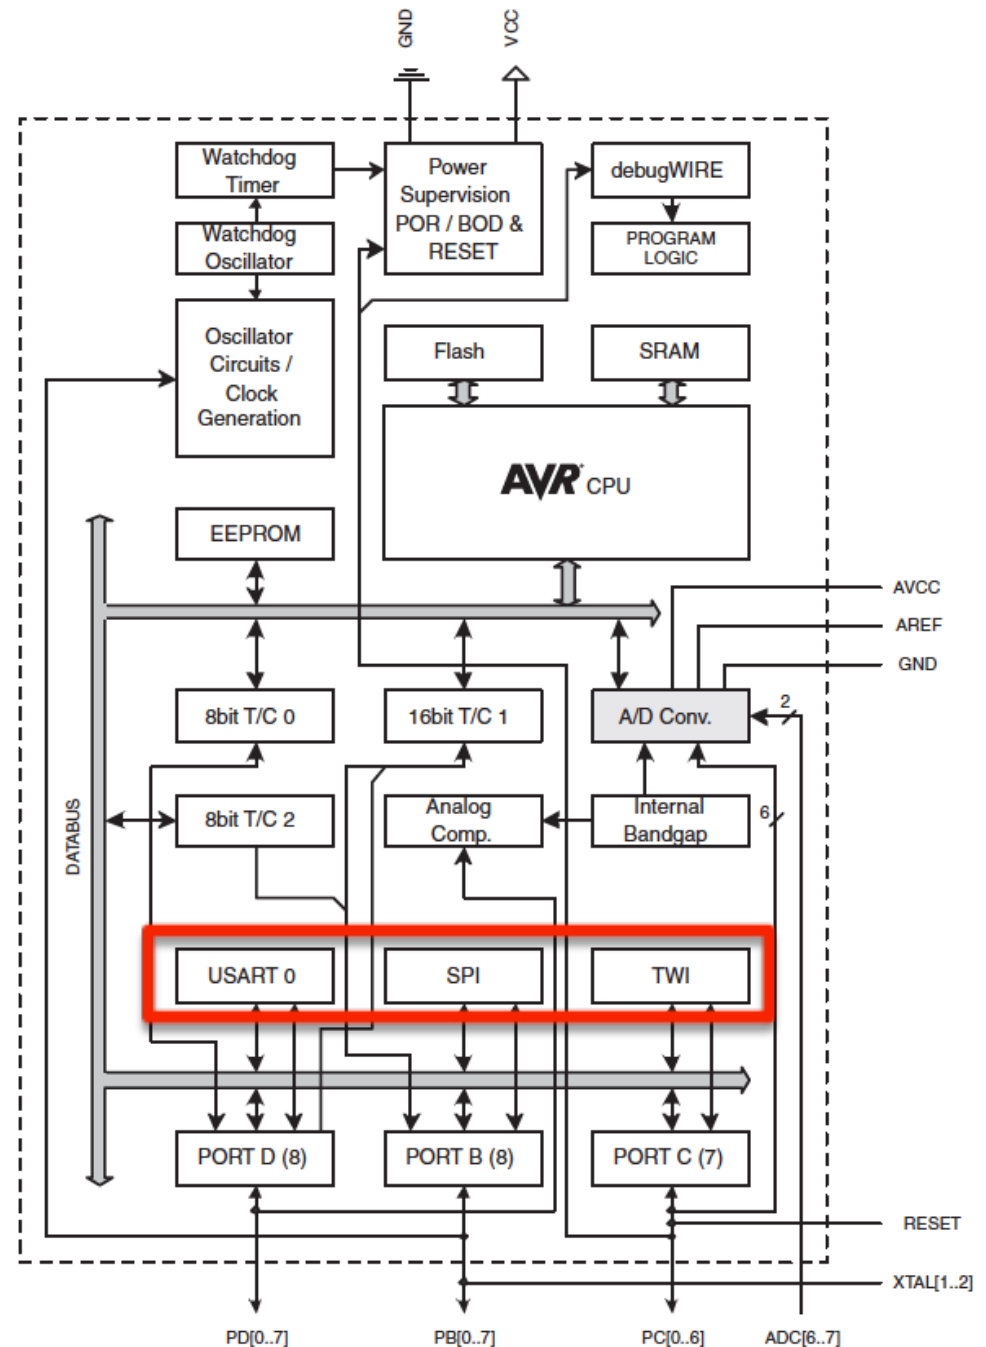 GND
VCC
Watchdog
Timer
Power
Supervision
POR / BOD &
RESET
debugWIRE
Watchdog
Oscillator
PROGRAM
LOGIC
Oscillator
Circuits /
Clock
Generation
Flash
SRAM
AVR CPU
EEPROM
AVCC
AREF
GND
8bit T/C 0
16bit T/C 1
A/D Conv.
2
DATABUS
8bit T/C 2
Analog
Comp.
Internal
Bandgap
6
USART 0
SPI
TWI
PORT D (8)
PORT B (8)
PORT C (7)
RESET
XTAL[1..2]
PD[0..7]
PB[0..7]
PC[0..6]
ADC[6..7]